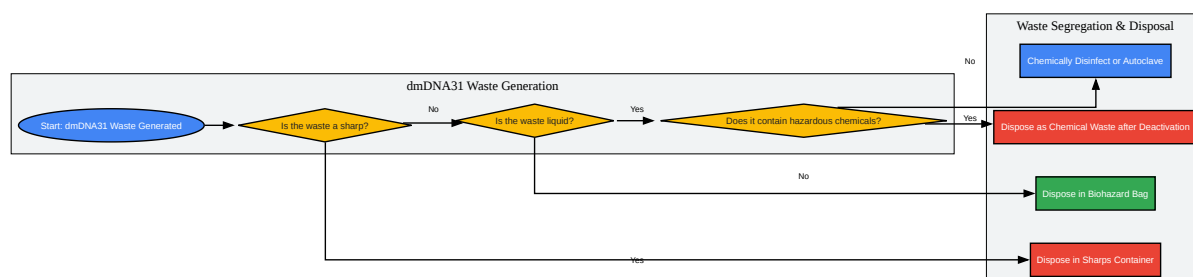 Waste Segregation & Disposal
No
Chemically Disinfect or Autoclave
dmDNA31 Waste Generation
Start: dmDNA31 Waste Generated
Is the waste a sharp?
No
Is the waste liquid?
Yes
Does it contain hazardous chemicals?
Yes
Dispose as Chemical Waste after Deactivation
No
Dispose in Biohazard Bag
Yes
Dispose in Sharps Container